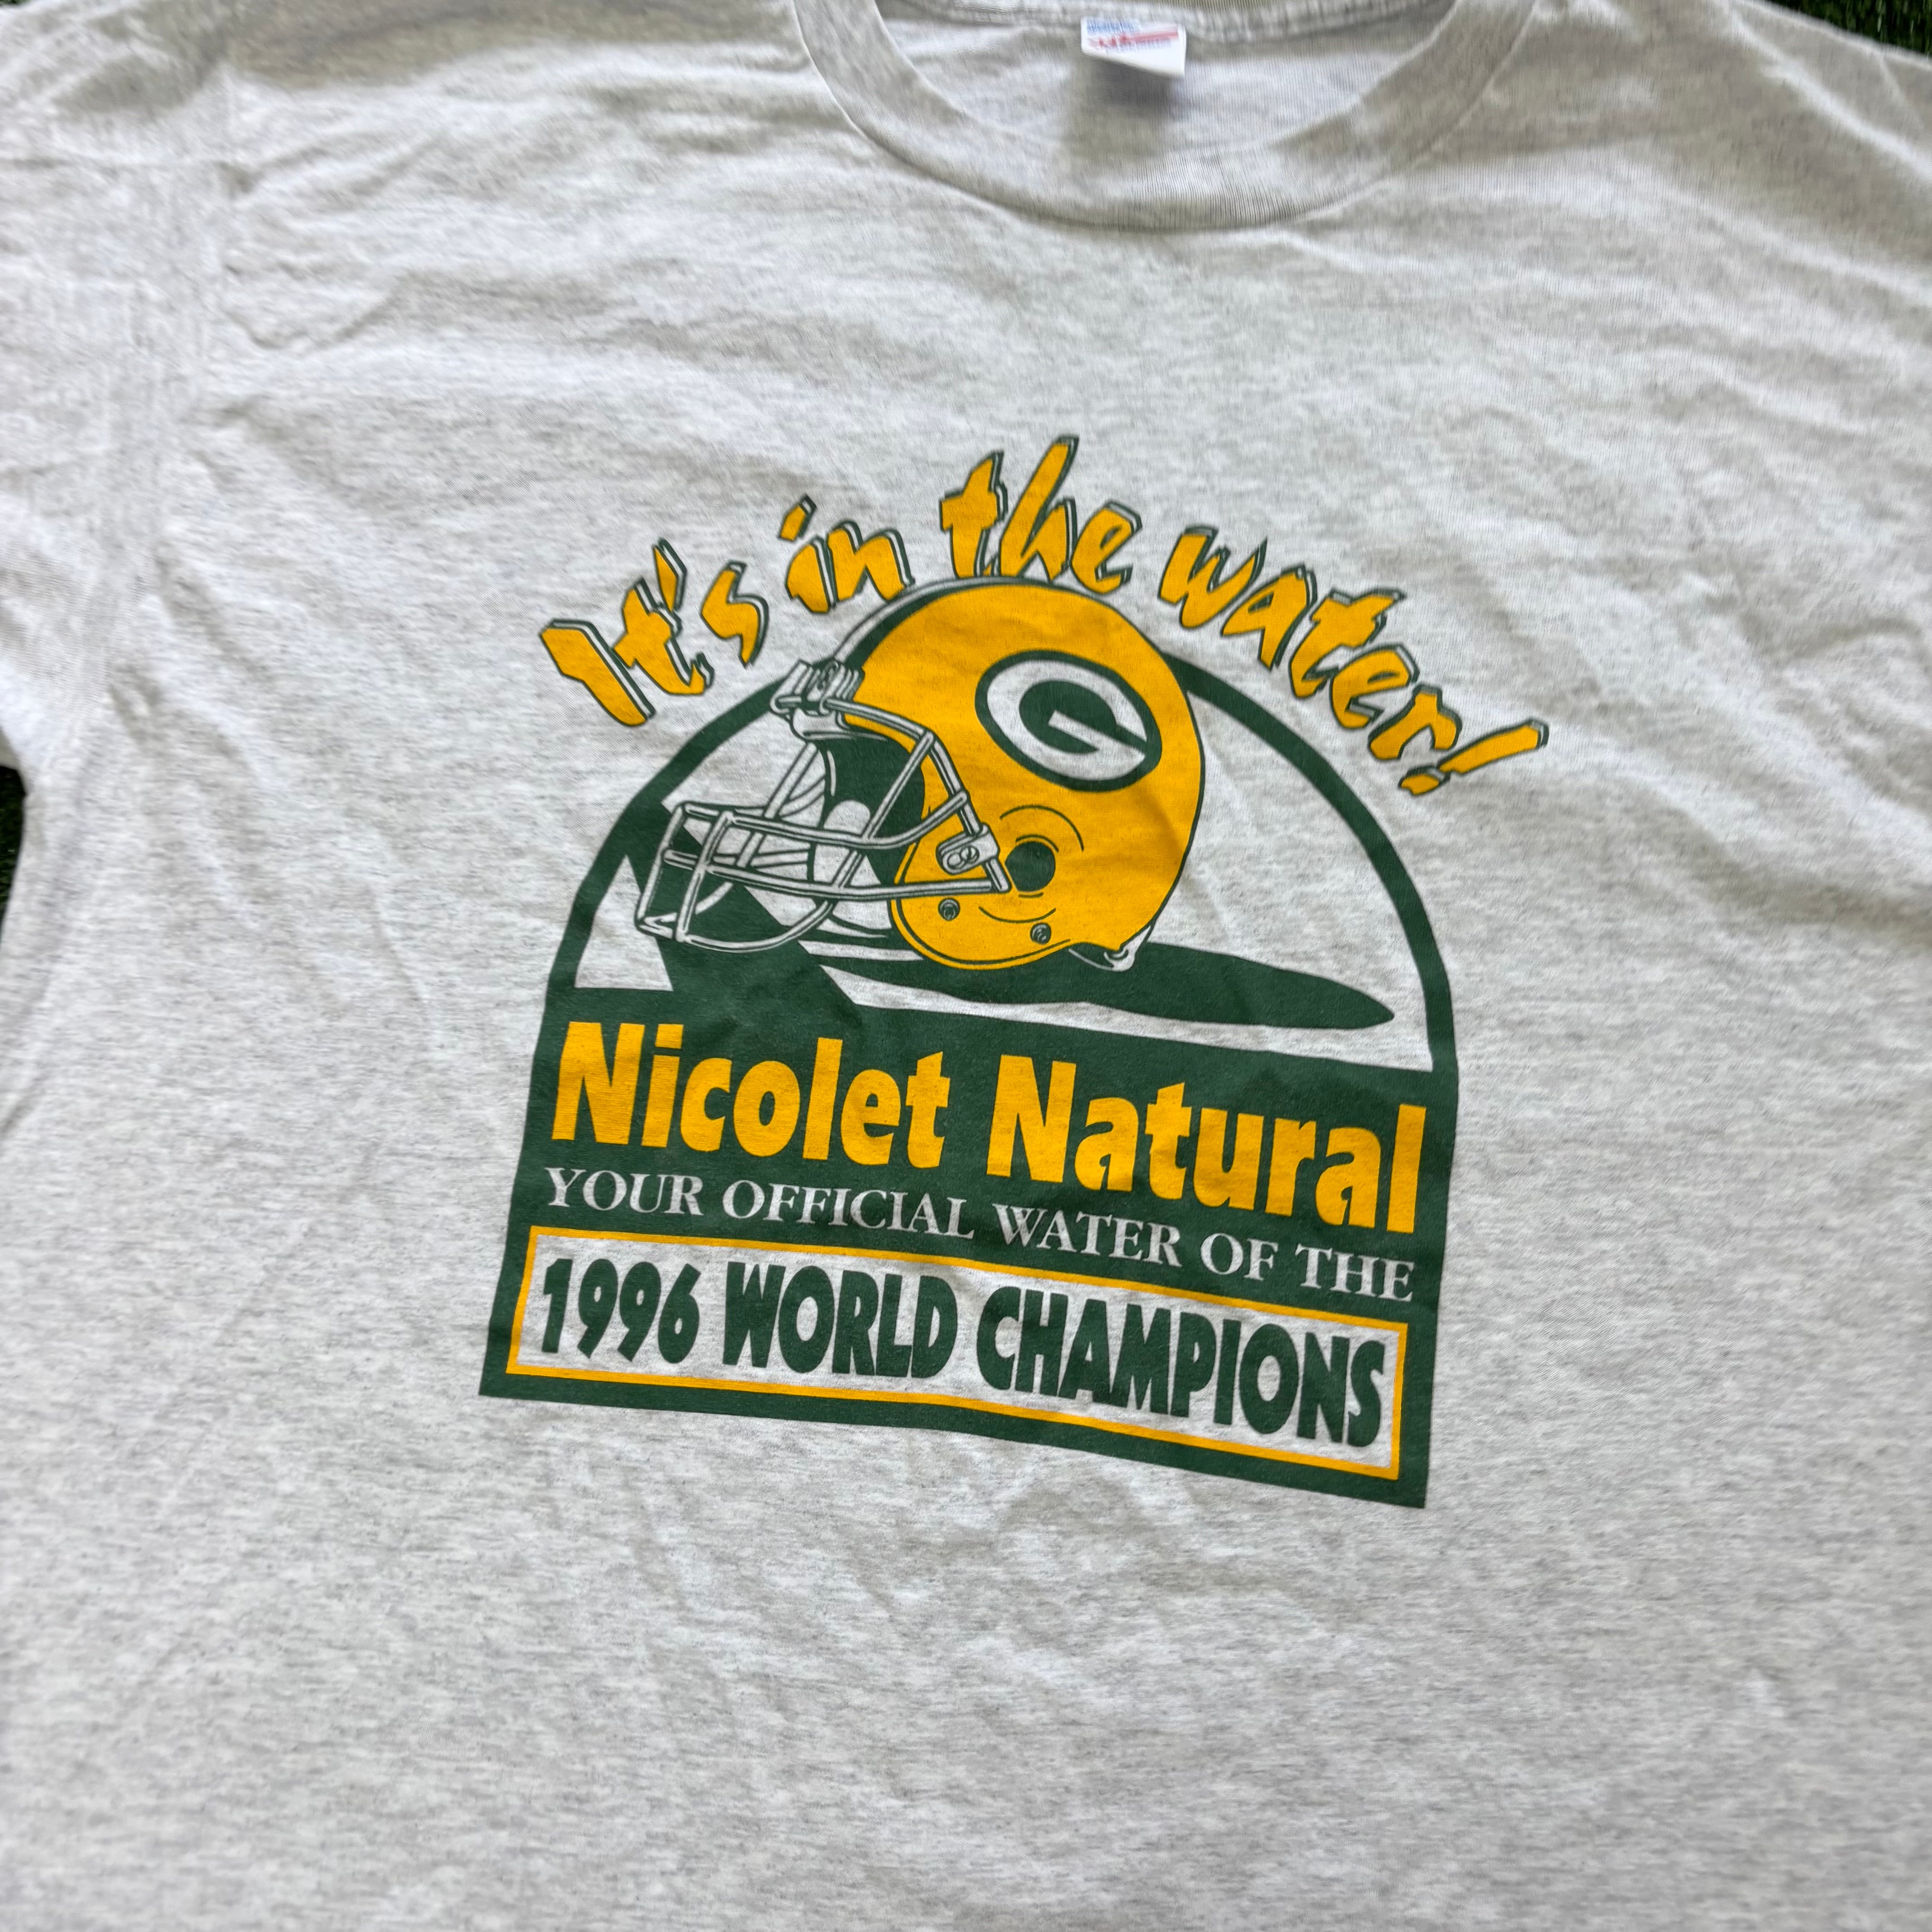 It's in the water!
G
Nicolet Natural
YOUR OFFICIAL WATER OF THE
1996 WORLD CHAMPIONS